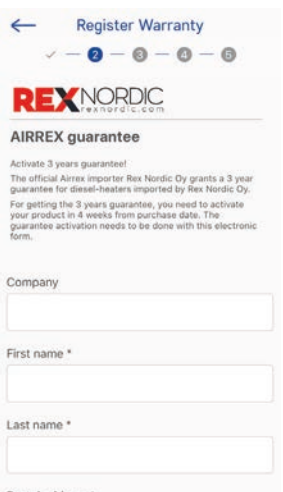 Register Warranty
2 3 4 5
REX NORDIC
rexnordic.com
AIRREX guarantee
Activate 3 years guarantee!
The official Airrex importer Rex Nordic Oy grants a 3 year
guarantee for diesel-heaters imported by Rex Nordic Oy.
For getting the 3 years guarantee, you need to activate
your product in 4 weeks from purchase date. The
guarantee activation needs to be done with this electronic
form.
Company
First name *
Last name *